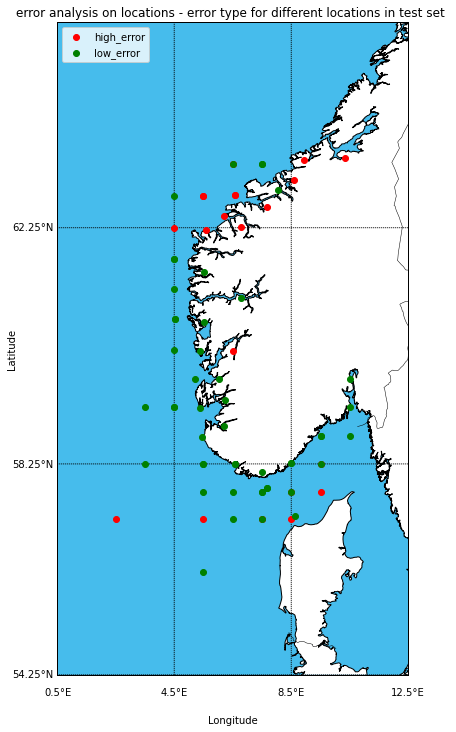 error analysis on locations - error type for different locations in test set
high_error
low_error
62.25°N
58.25°N
54.25°N
Latitude
0.5°E 4.5°E 8.5°E 12.5°E
Longitude